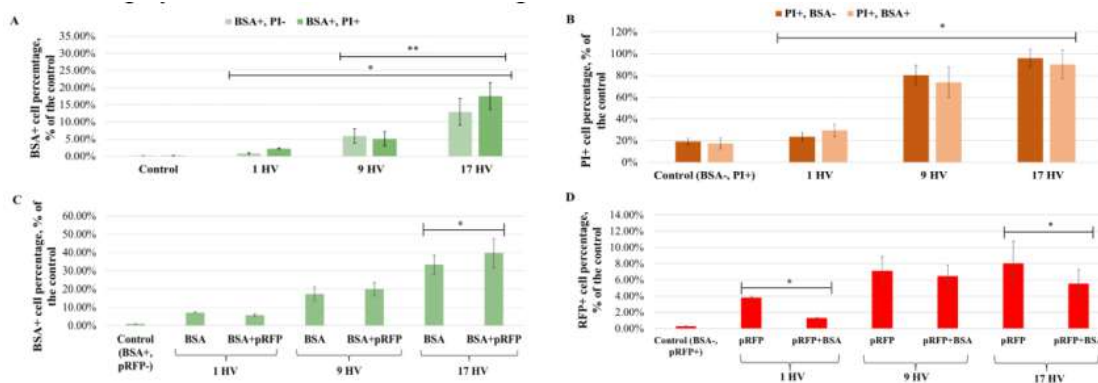 A
BSA+, PI- BSA+, PI+
BSA+ cell percentage,
% of the control
35.00%
30.00%
25.00%
20.00%
15.00%
10.00%
5.00%
0.00%
**
*
Control 1 HV 9 HV 17 HV
B
PI+, BSA- PI+, BSA+
PI+ cell percentage, % of
the control
120%
100%
80%
60%
40%
20%
0%
*
Control (BSA-, PI+) 1 HV 9 HV 17 HV
C
BSA+ cell percentage, % of
the control
60.00%
50.00%
40.00%
30.00%
20.00%
10.00%
0.00%
*
Control
(BSA+,
pRFP-)
BSA BSA+pRFP BSA BSA+pRFP BSA BSA+pRFP
1 HV 9 HV 17 HV
D
RFP+ cell percentage,
% of the control
14.00%
12.00%
10.00%
8.00%
6.00%
4.00%
2.00%
0.00%
*
*
Control (BSA-,
pRFP+)
pRFP pRFP+BSA pRFP pRFP+BSA pRFP pRFP+BSA
1 HV 9 HV 17 HV